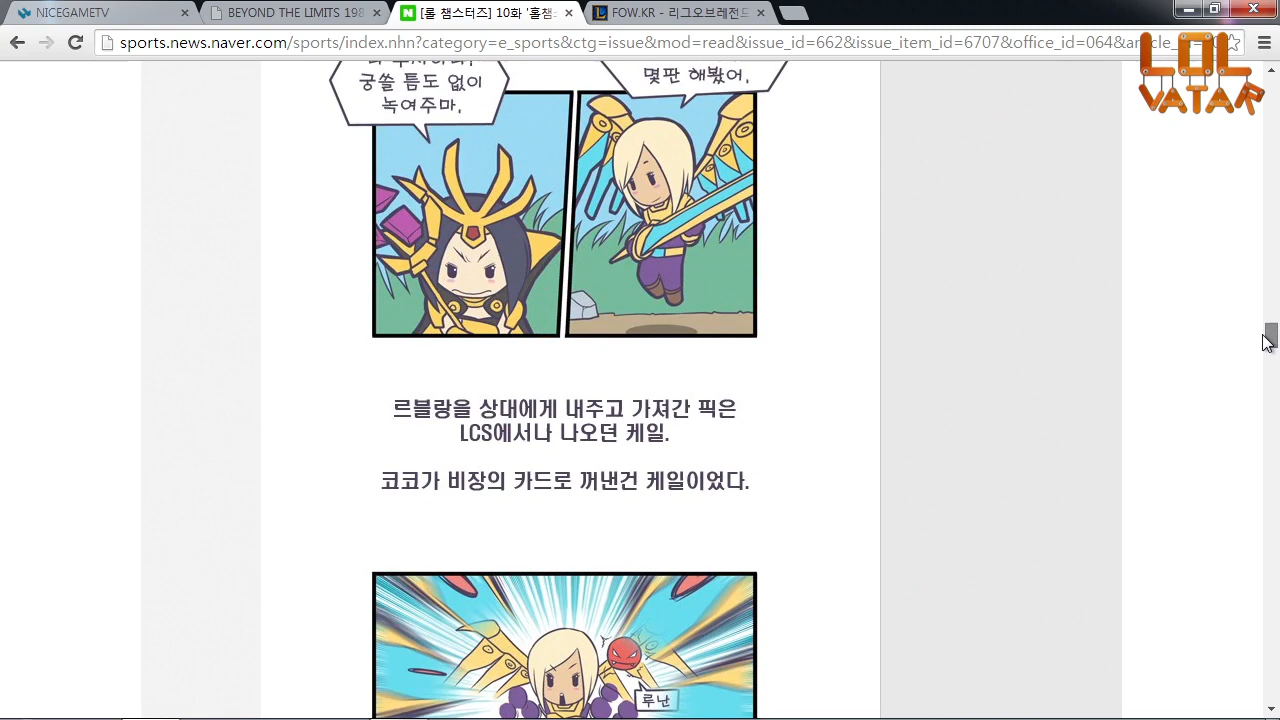 NICEGAMETV
BEYOND THE LIMITS 198
[롤 챔스터즈] 10화 '홀챔스
FOW.KR - 리그오브레전드
sports.news.naver.com/sports/index.nhn?category=e_sports&ctg=issue&mod=read&issue_id=662&issue_item_id=6707&office_id=064&
LOL
VATAR
궁쓸 틈도 없이
녹여주마.
몇판 해봤어.
르블랑을 상대에게 내주고 가져간 픽은
LCS에서나 나오던 케일.
코코가 비장의 카드로 꺼낸건 케일이었다.
루난